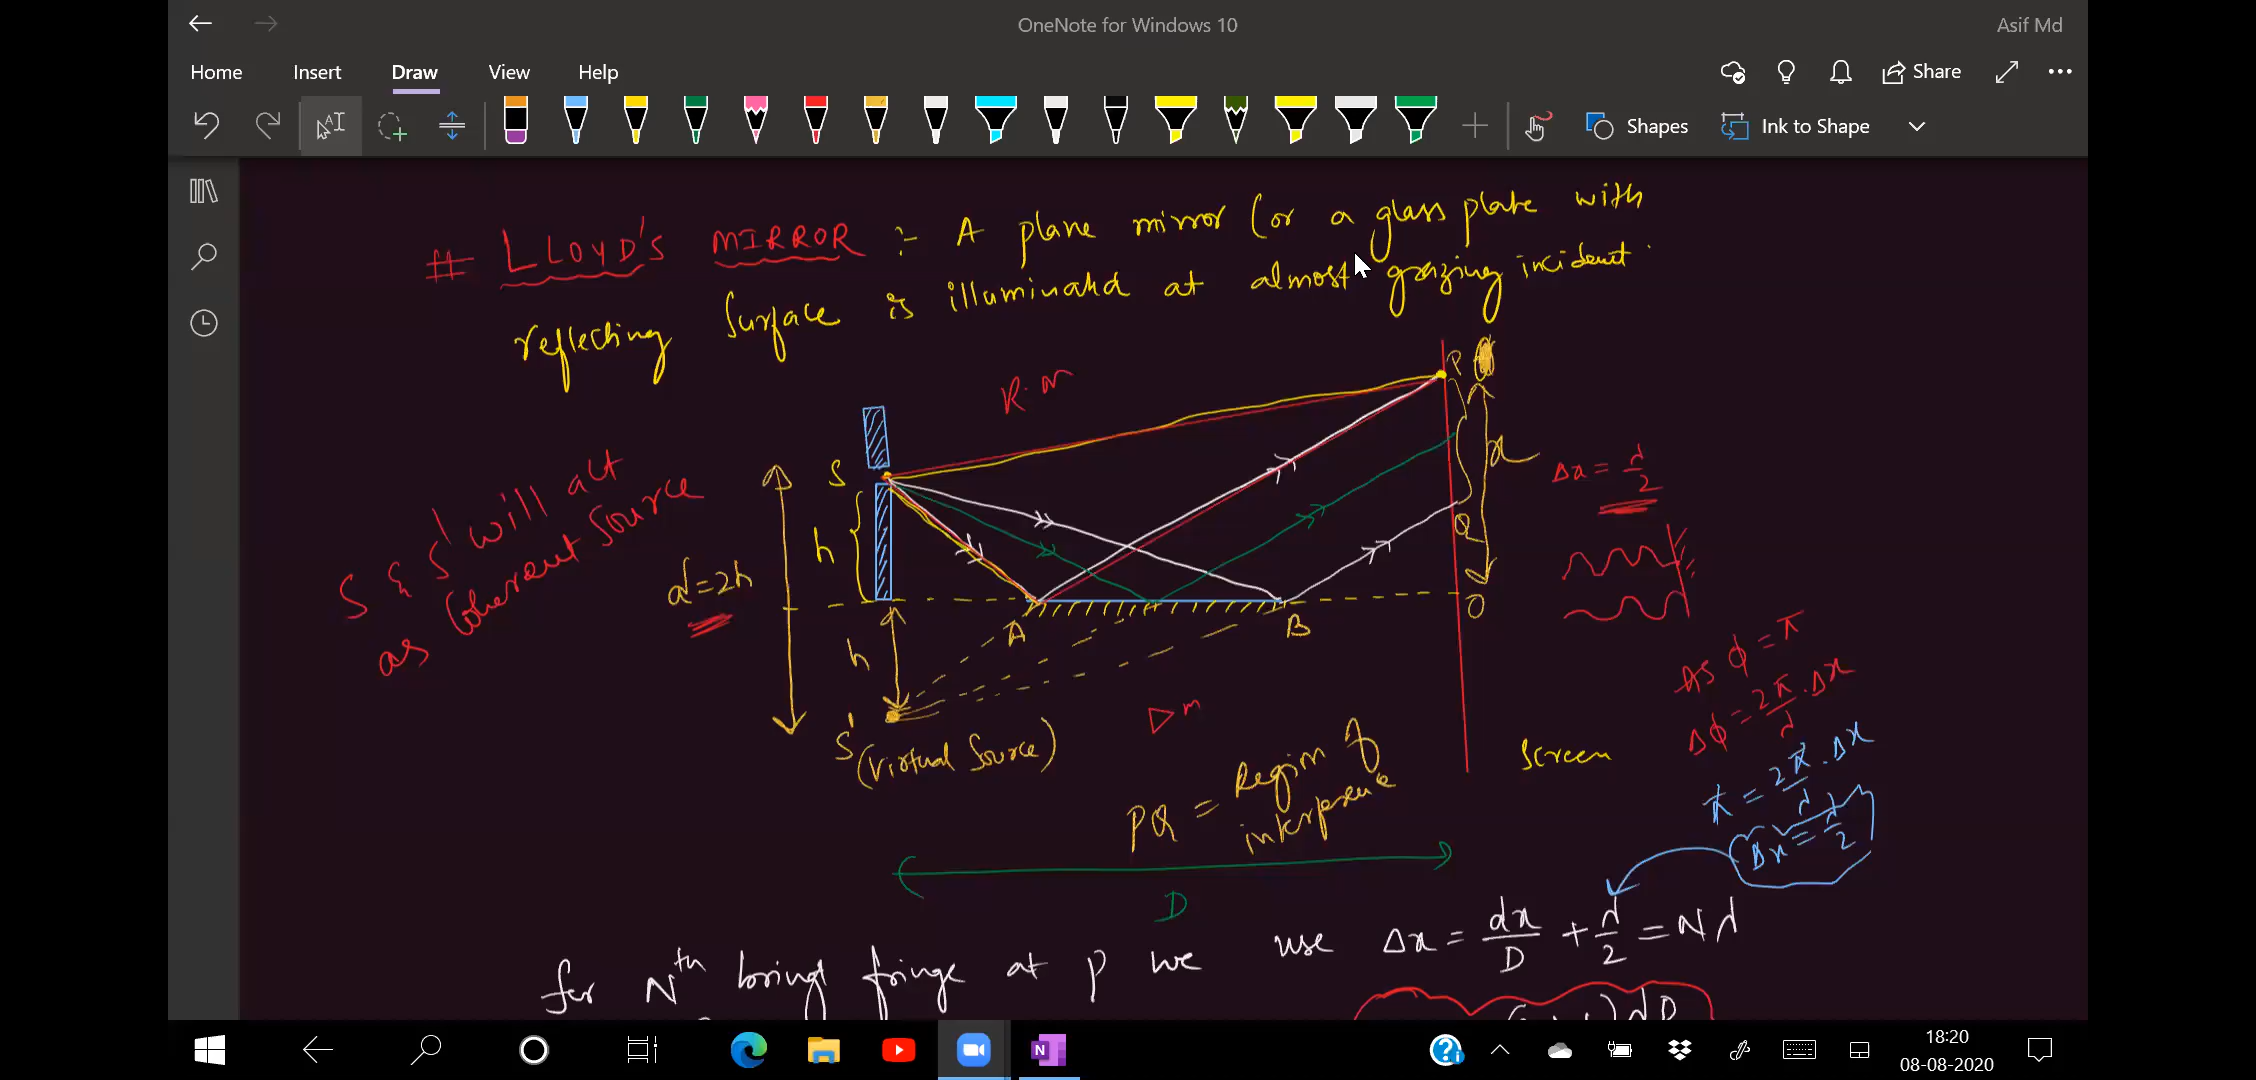 OneNote for Windows 10
Asif Md
Home Insert Draw View Help
Share
Shapes
Ink to Shape
# LLOYD'S MIRROR :- A plane mirror (or a glass plate with
reflecting surface is illuminated at almost grazing incident.
R.M
P
S
x
Δx = λ/2
S & S' will act
as Coherent Source
h
d = 2h
Q
O
A
B
h
As ϕ = π
Δϕ = 2π/λ . Δx
π = 2π/λ . Δx
Δx = λ/2
S' (Virtual Source)
PQ = Region of
interference
Screen
D
for Nth bright fringe at P we use Δx = dx/D + λ/2 = Nλ
18:20
08-08-2020